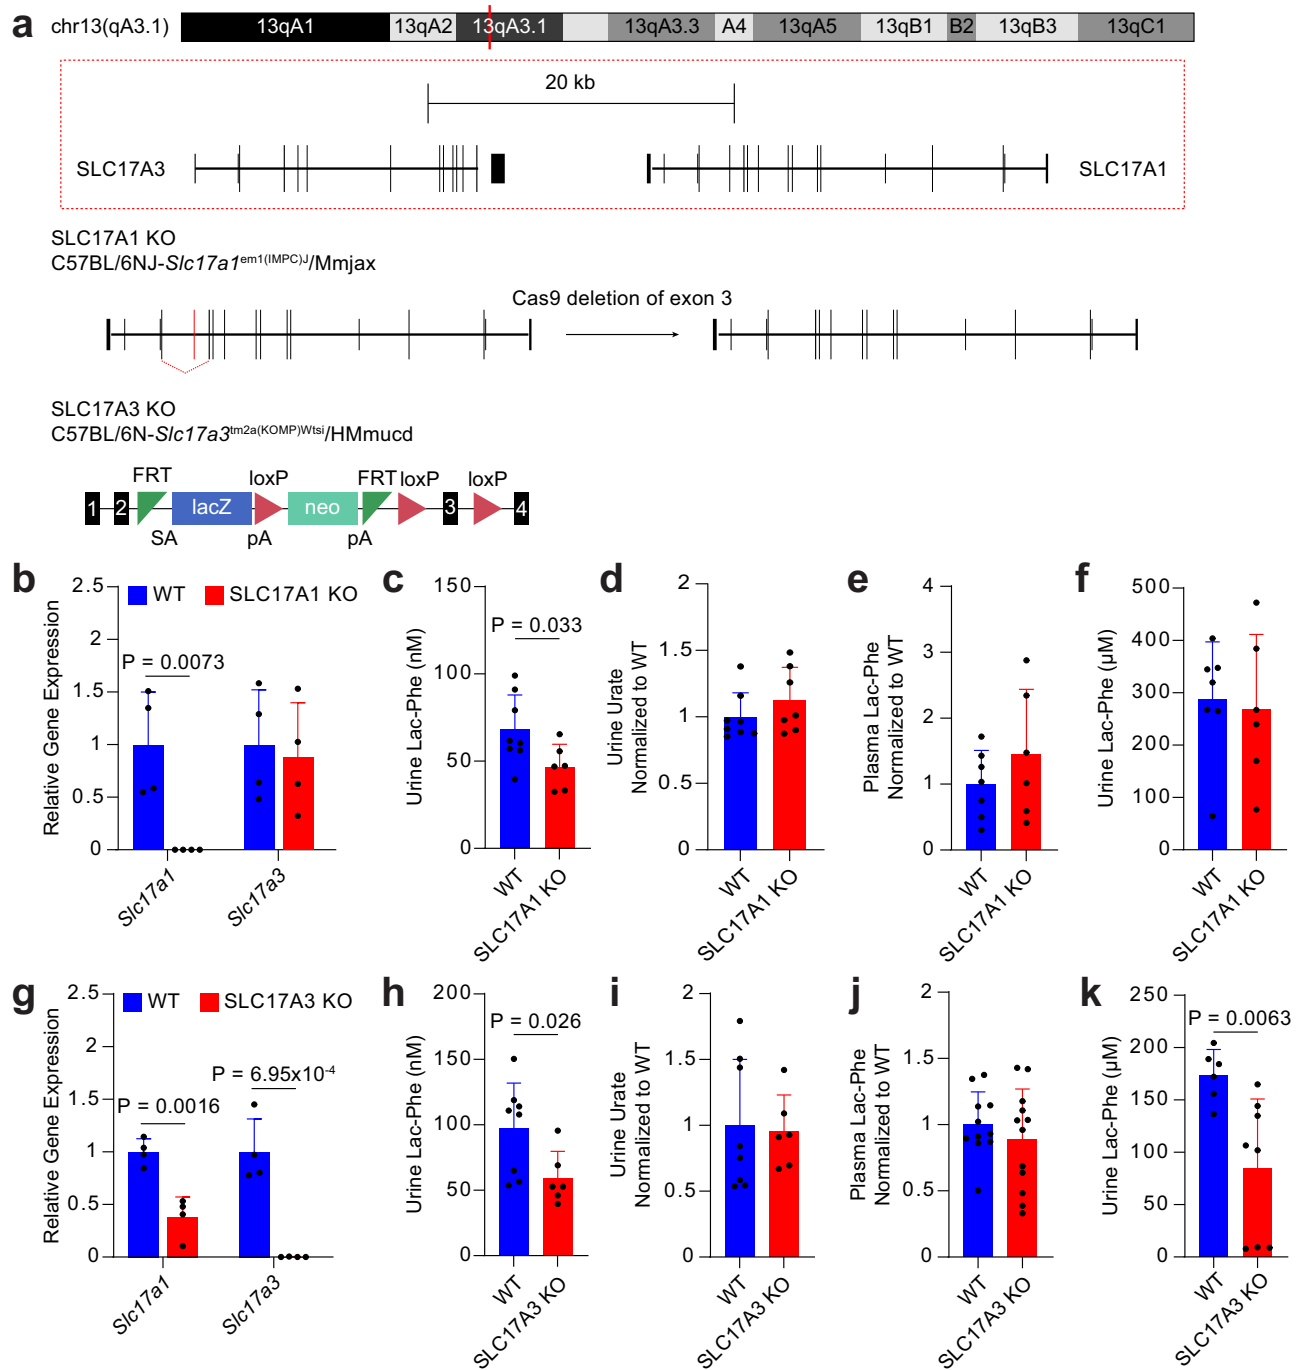 a
chr13(qA3.1)
13qA1 13qA2 13qA3.1 13qA3.3 A4 13qA5 13qB1 B2 13qB3 13qC1
20 kb
SLC17A3
SLC17A1
SLC17A1 KO
C57BL/6NJ-Slc17a1em1(IMPC)J/Mmjax
Cas9 deletion of exon 3
SLC17A3 KO
C57BL/6N-Slc17a3tm2a(KOMP)Wtsi/HMmucd
FRT loxP FRT loxP loxP
1 2 lacZ neo 3 4
SA pA pA
b
Relative Gene Expression
2.5
2
1.5
1
0.5
0
WT SLC17A1 KO
P = 0.0073
Slc17a1
Slc17a3
c
Urine Lac-Phe (nM)
150
100
50
0
P = 0.033
WT
SLC17A1 KO
d
Urine Urate
Normalized to WT
2
1.5
1
0.5
0
WT
SLC17A1 KO
e
Plasma Lac-Phe
Normalized to WT
4
3
2
1
0
WT
SLC17A1 KO
f
Urine Lac-Phe (µM)
500
400
300
200
100
0
WT
SLC17A1 KO
g
Relative Gene Expression
2.5
2
1.5
1
0.5
0
WT SLC17A3 KO
P = 0.0016
P = 6.95x10-4
Slc17a1
Slc17a3
h
Urine Lac-Phe (nM)
200
150
100
50
0
P = 0.026
WT
SLC17A3 KO
i
Urine Urate
Normalized to WT
2
1.5
1
0.5
0
WT
SLC17A3 KO
j
Plasma Lac-Phe
Normalized to WT
2
1.5
1
0.5
0
WT
SLC17A3 KO
k
Urine Lac-Phe (µM)
250
200
150
100
50
0
P = 0.0063
WT
SLC17A3 KO